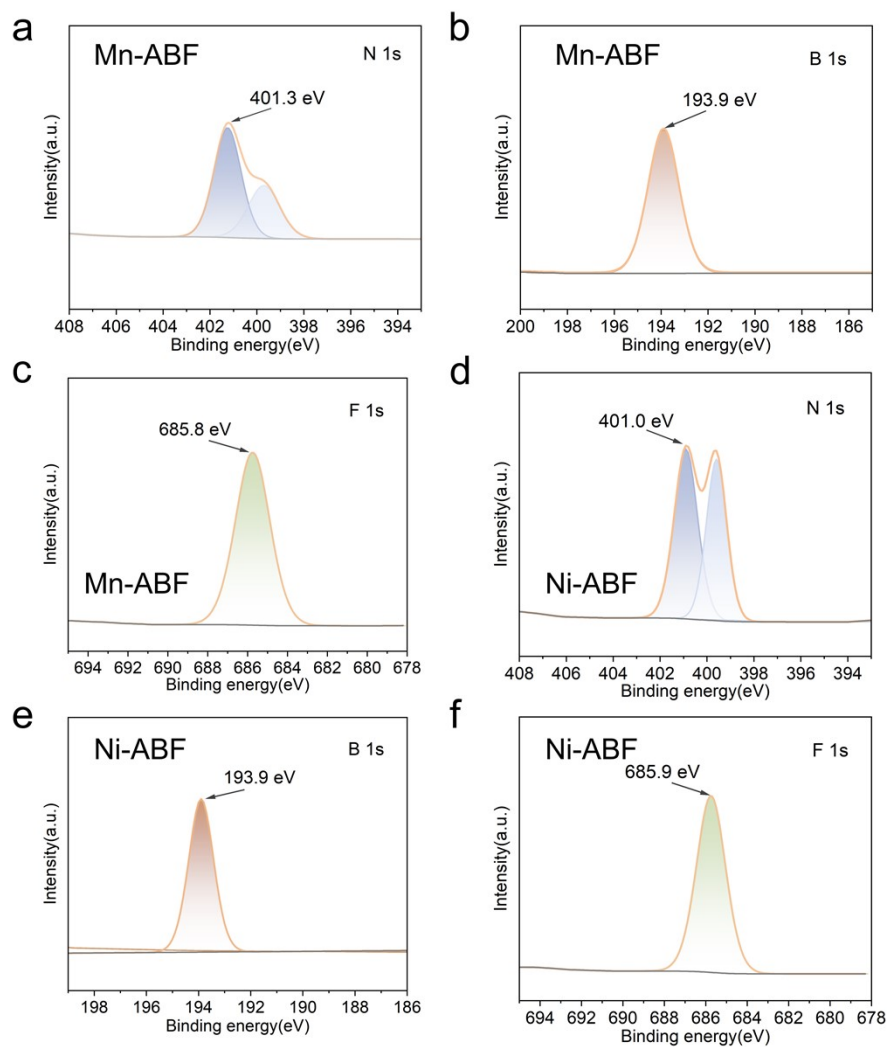 a
Mn-ABF
N 1s
401.3 eV
Intensity(a.u.)
408 406 404 402 400 398 396 394
Binding energy(eV)
b
Mn-ABF
B 1s
193.9 eV
Intensity(a.u.)
200 198 196 194 192 190 188 186
Binding energy(eV)
c
F 1s
685.8 eV
Mn-ABF
Intensity(a.u.)
694 692 690 688 686 684 682 680 678
Binding energy(eV)
d
N 1s
401.0 eV
Ni-ABF
Intensity(a.u.)
408 406 404 402 400 398 396 394
Binding energy(eV)
e
Ni-ABF
B 1s
193.9 eV
Intensity(a.u.)
198 196 194 192 190 188 186
Binding energy(eV)
f
Ni-ABF
F 1s
685.9 eV
Intensity(a.u.)
694 692 690 688 686 684 682 680 678
Binding energy(eV)